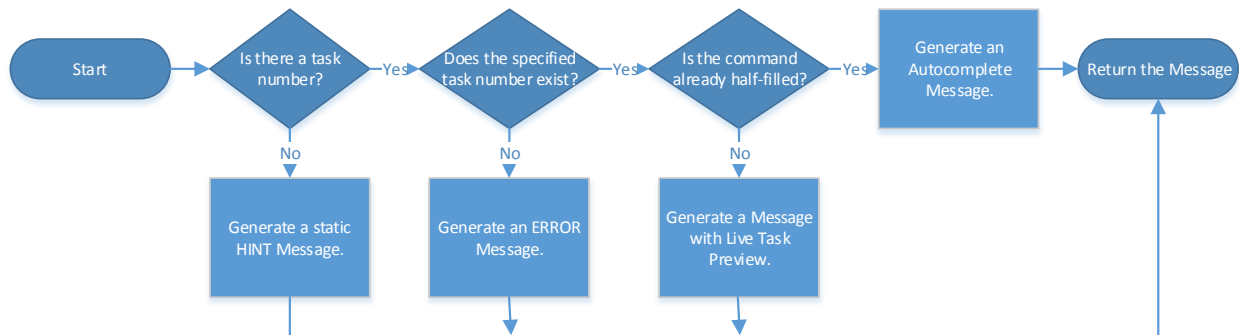 Start
Is there a task
number?
Yes
Does the specified
task number exist?
Yes
Is the command
already half-filled?
Yes
Generate an
Autocomplete
Message.
Return the Message
No
No
No
Generate a static
HINT Message.
Generate an ERROR
Message.
Generate a Message
with Live Task
Preview.